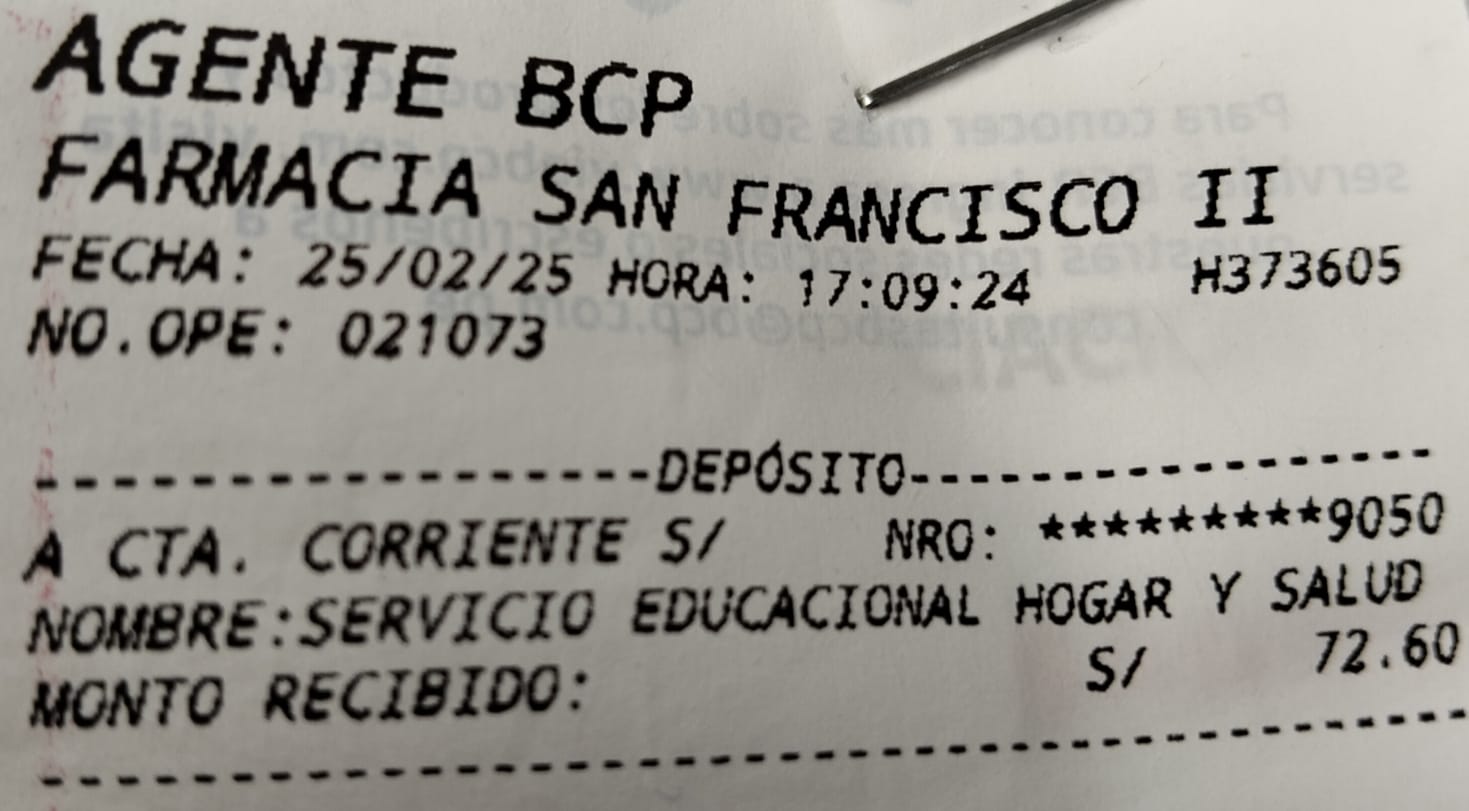 AGENTE BCP
FARMACIA SAN FRANCISCO II
FECHA: 25/02/25 HORA: 17:09:24 H373605
NO.OPE: 021073
------------------DEPÓSITO------------------
A CTA. CORRIENTE S/ NRO: *********9050
NOMBRE:SERVICIO EDUCACIONAL HOGAR Y SALUD
MONTO RECIBIDO: S/ 72.60